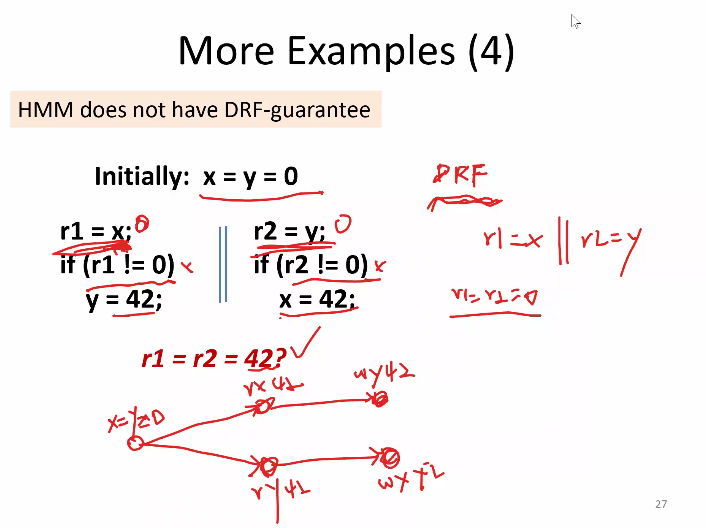 More Examples (4)
HMM does not have DRF-guarantee
Initially: x = y = 0
DRF
r1 = x; 0
r2 = y; 0
r1=x || r2=y
if (r1 != 0) x
if (r2 != 0) x
y = 42;
x = 42;
r1=r2=0
r1 = r2 = 42?
rx42
wy42
x=y=0
ry42
27